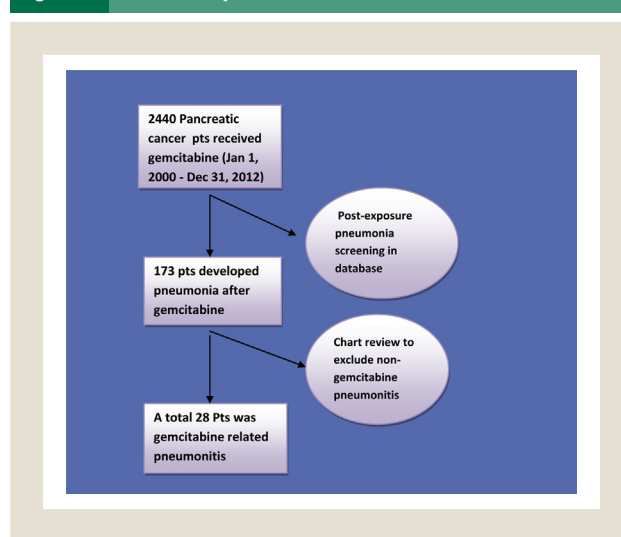 2440 Pancreatic
cancer pts received
gemcitabine (Jan 1,
2000 - Dec 31, 2012)
Post-exposure
pneumonia
screening in
database
173 pts developed
pneumonia after
gemcitabine
Chart review to
exclude non-
gemcitabine
pneumonitis
A total 28 Pts was
gemcitabine related
pneumonitis